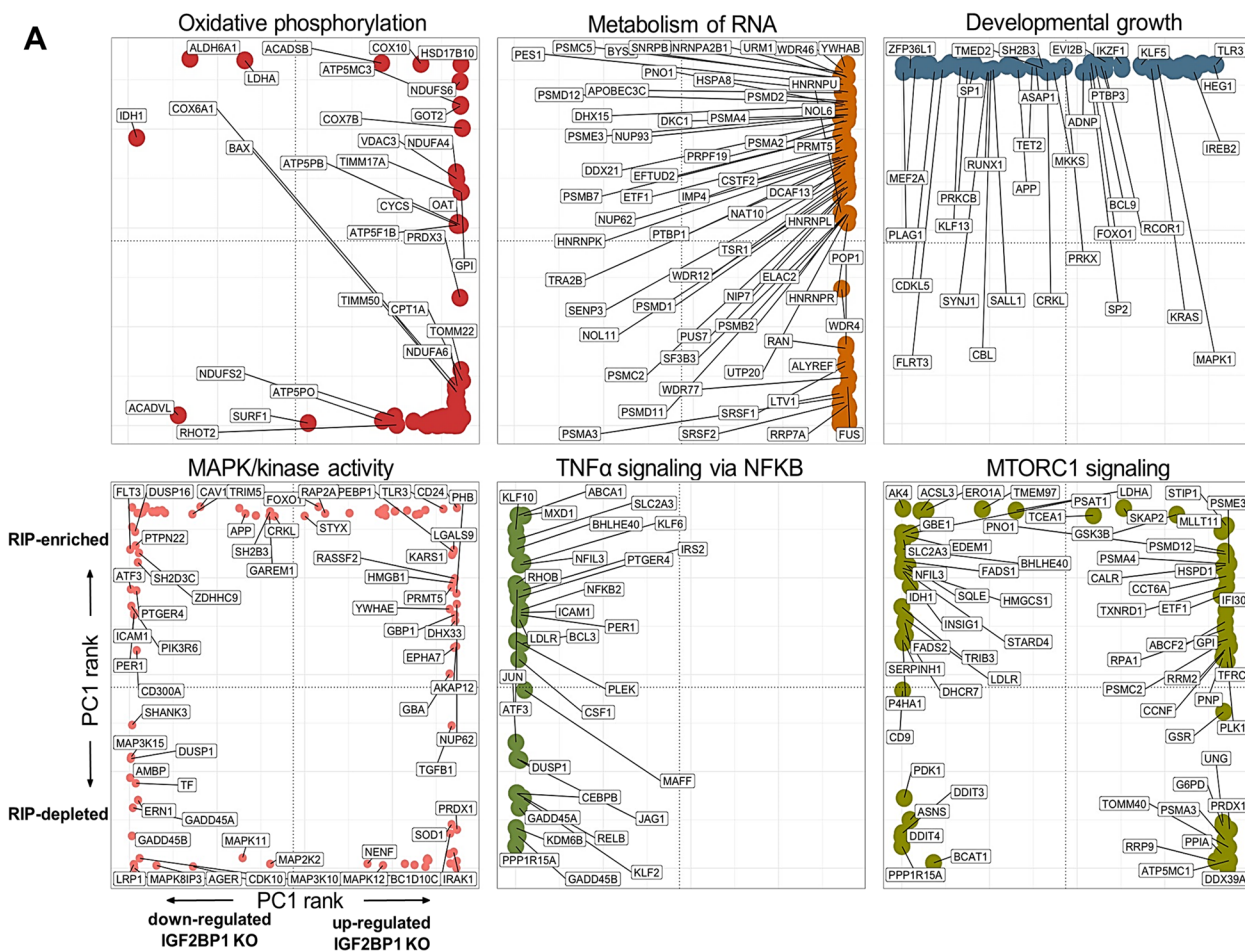 A
Oxidative phosphorylation
ALDH6A1
ACADSB
COX10
HSD17B10
LDHA
ATP5MC3
NDUFS6
COX6A1
GOT2
IDH1
COX7B
BAX
VDAC3
NDUFA4
ATP5PB
TIMM17A
CYCS
OAT
ATP5F1B
PRDX3
GPI
TIMM50
CPT1A
TOMM22
NDUFA6
NDUFS2
ATP5PO
ACADVL
SURF1
RHOT2
Metabolism of RNA
PSMC5
BYS
SNRPB
HNRNPA2B1
URM1
WDR46
YWHAB
PES1
PNO1
HSPA8
HNRNPU
PSMD12
APOBEC3C
PSMD2
DHX15
DKC1
PSMA4
NOL6
PSME3
NUP93
PSMA2
PRMT5
DDX21
PRPF19
EFTUD2
CSTF2
PSMB7
ETF1
IMP4
DCAF13
NUP62
NAT10
HNRNPL
HNRNPK
PTBP1
TSR1
POP1
TRA2B
WDR12
ELAC2
NIP7
HNRNPR
SENP3
PSMD1
PSMB2
WDR4
NOL11
PUS7
RAN
SF3B3
ALYREF
PSMC2
UTP20
WDR77
LTV1
PSMD11
SRSF1
PSMA3
SRSF2
RRP7A
FUS
Developmental growth
ZFP36L1
TMED2
SH2B3
EVI2B
IKZF1
KLF5
TLR3
SP1
ASAP1
PTBP3
HEG1
ADNP
TET2
IREB2
RUNX1
MKKS
MEF2A
APP
PRKCB
BCL9
PLAG1
KLF13
FOXO1
RCOR1
PRKX
CDKL5
SYNJ1
SALL1
CRKL
SP2
KRAS
FLRT3
CBL
MAPK1
MAPK/kinase activity
FLT3
DUSP16
CAV1
TRIM5
FOXO1
RAP2A
PEBP1
TLR3
CD24
PHB
APP
CRKL
STYX
PTPN22
SH2B3
LGALS9
GAREM1
RASSF2
KARS1
ATF3
SH2D3C
HMGB1
ZDHHC9
PRMT5
PTGER4
YWHAE
ICAM1
GBP1
DHX33
PIK3R6
EPHA7
PER1
CD300A
AKAP12
GBA
SHANK3
NUP62
MAP3K15
DUSP1
TGFB1
AMBP
TF
ERN1
PRDX1
GADD45A
SOD1
GADD45B
MAPK11
MAP2K2
NENF
LRP1
MAPK8IP3
AGER
CDK10
MAP3K10
MAPK12
BC1D10C
IRAK1
TNFα signaling via NFKB
KLF10
ABCA1
MXD1
SLC2A3
BHLHE40
KLF6
NFIL3
PTGER4
IRS2
RHOB
NFKB2
ICAM1
PER1
LDLR
BCL3
JUN
PLEK
ATF3
CSF1
DUSP1
MAFF
CEBPB
GADD45A
JAG1
KDM6B
RELB
PPP1R15A
KLF2
GADD45B
MTORC1 signaling
AK4
ACSL3
ERO1A
TMEM97
PSAT1
LDHA
STIP1
PSME3
GBE1
PNO1
TCEA1
SKAP2
MLLT11
GSK3B
EDEM1
PSMD12
SLC2A3
BHLHE40
PSMA4
FADS1
HSPD1
NFIL3
CALR
CCT6A
IDH1
SQLE
HMGCS1
TXNRD1
ETF1
IFI30
INSIG1
STARD4
ABCF2
GPI
FADS2
TRIB3
RPA1
SERPINH1
LDLR
RRM2
TFRC
DHCR7
PSMC2
P4HA1
CCNF
PNP
PLK1
CD9
GSR
UNG
PDK1
DDIT3
G6PD
TOMM40
PSMA3
PRDX1
ASNS
DDIT4
PPIA
RRP9
BCAT1
ATP5MC1
PPP1R15A
DDX39A
RIP-enriched
PC1 rank
RIP-depleted
PC1 rank
down-regulated
IGF2BP1 KO
up-regulated
IGF2BP1 KO